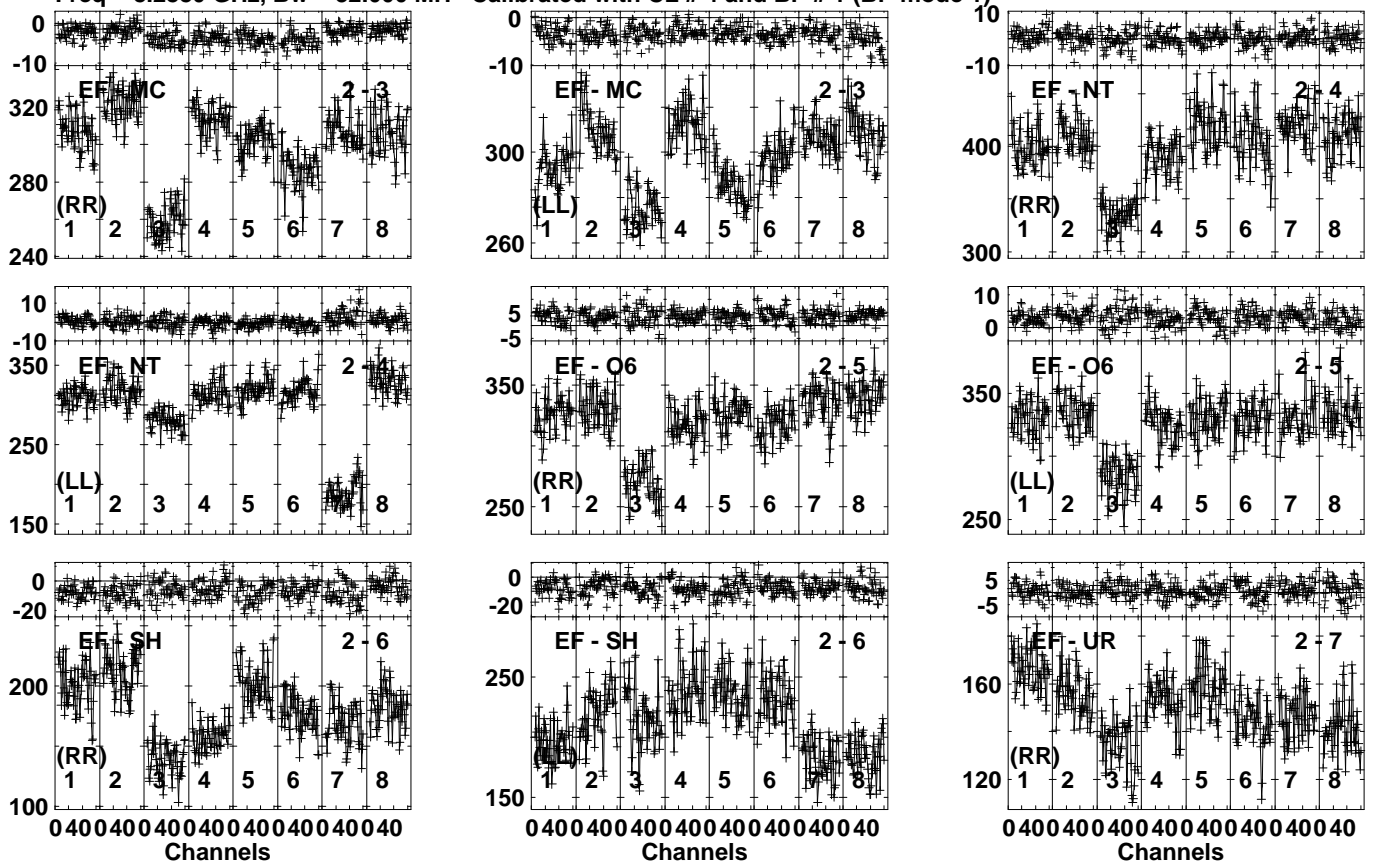 0
-10
EF - MC 2 - 3
320
280
(RR)
1 2 3 4 5 6 7 8
240
0
-10
EF - MC 2 - 3
300
(LL)
1 2 3 4 5 6 7 8
260
10
-10
EF - NT 2 - 4
400
(RR)
1 2 3 4 5 6 7 8
300
10
-10
350
EF - NT 2 - 4
250
(LL)
1 2 3 4 5 6 8
150
5
-5
EF - O6 2 - 5
350
(RR)
1 2 3 4 5 6 7 8
250
10
0
EF - O6 2 - 5
350
(LL)
1 2 3 4 5 6 7 8
250
0
-20
EF - SH 2 - 6
200
(RR)
1 2 3 4 5 6 7 8
100
0 40 0 40 0 40 0 40 0 40 0 40 0 40 0 40
Channels
0
-20
EF - SH 2 - 6
250
(LL)
1 2 3 4 5 6 7 8
150
0 40 0 40 0 40 0 40 0 40 0 40 0 40 0 40
Channels
5
-5
EF - UR 2 - 7
160
(RR)
1 2 3 4 5 6 7 8
120
0 40 0 40 0 40 0 40 0 40 0 40 0 40 0 40
Channels